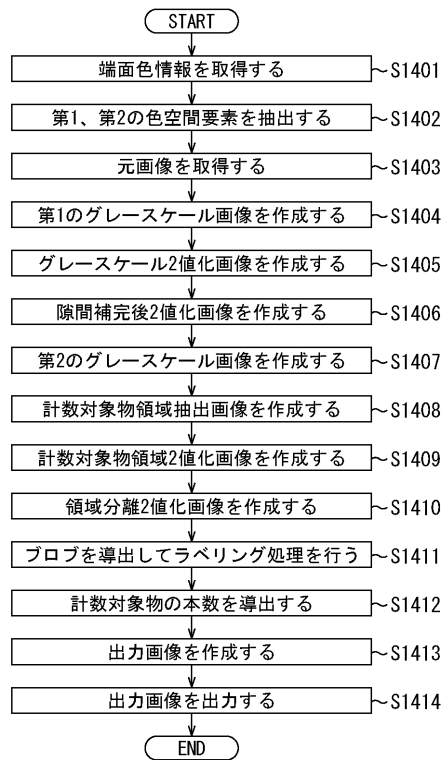 START
端面色情報を取得する ~S1401
第1、第2の色空間要素を抽出する ~S1402
元画像を取得する ~S1403
第1のグレースケール画像を作成する ~S1404
グレースケール2値化画像を作成する ~S1405
隙間補完後2値化画像を作成する ~S1406
第2のグレースケール画像を作成する ~S1407
計数対象物領域抽出画像を作成する ~S1408
計数対象物領域2値化画像を作成する ~S1409
領域分離2値化画像を作成する ~S1410
ブロブを導出してラベリング処理を行う ~S1411
計数対象物の本数を導出する ~S1412
出力画像を作成する ~S1413
出力画像を出力する ~S1414
END